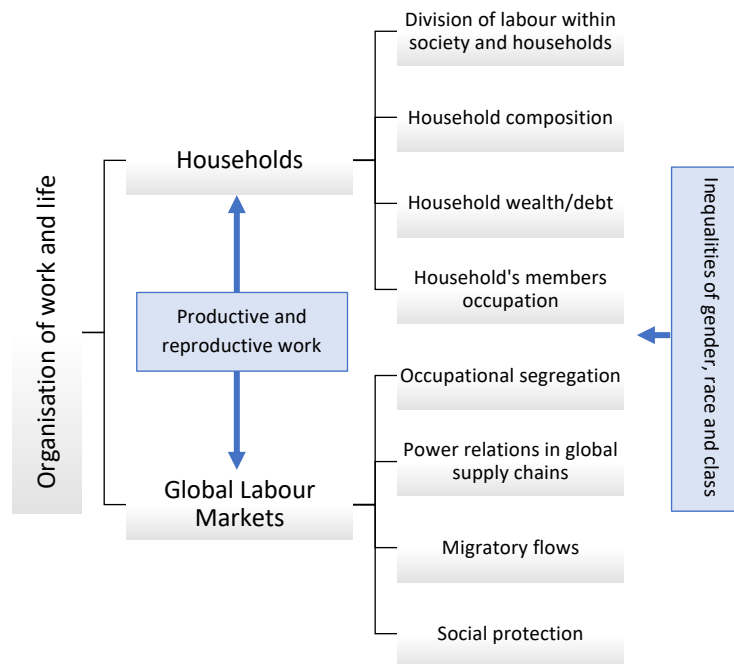 Organisation of work and life
Households
Productive and
reproductive work
Global Labour
Markets
Division of labour within
society and households
Household composition
Household wealth/debt
Household's members
occupation
Occupational segregation
Power relations in global
supply chains
Migratory flows
Social protection
Inequalities of gender, race and class